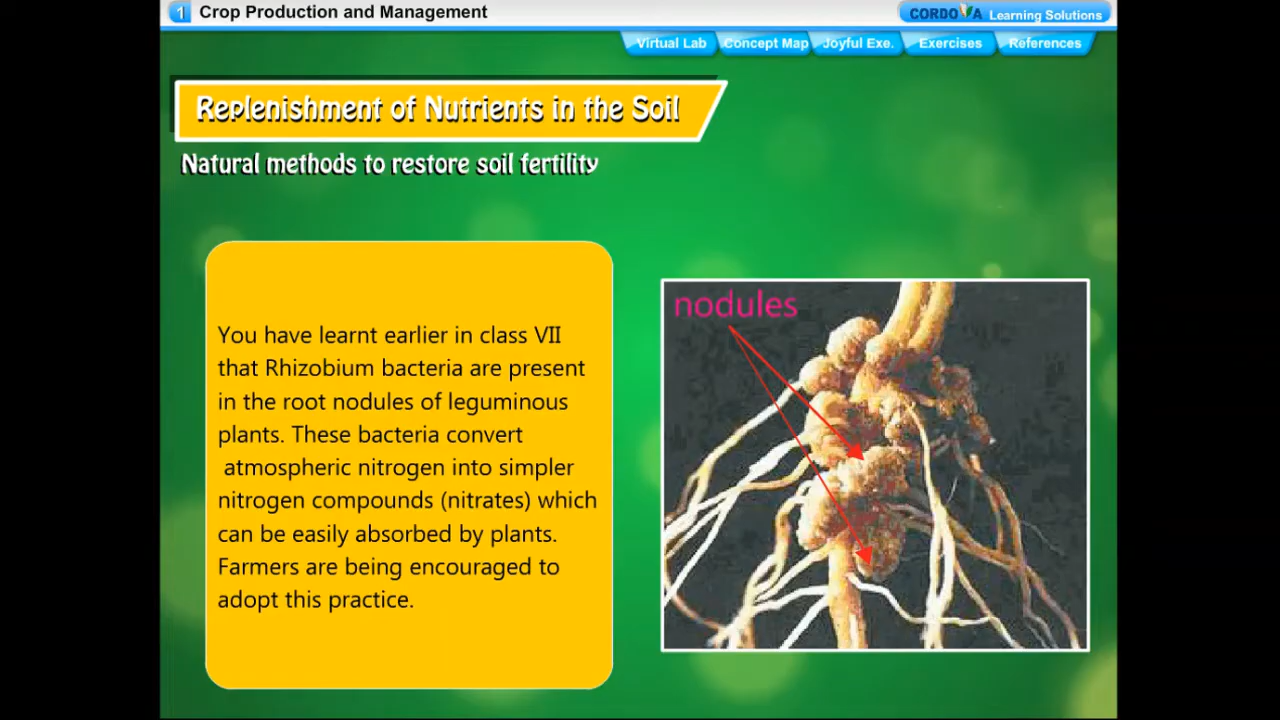 1 Crop Production and Management
CORDOVA Learning Solutions
Virtual Lab Concept Map Joyful Exe. Exercises References
Replenishment of Nutrients in the Soil
Natural methods to restore soil fertility
You have learnt earlier in class VII
that Rhizobium bacteria are present
in the root nodules of leguminous
plants. These bacteria convert
atmospheric nitrogen into simpler
nitrogen compounds (nitrates) which
can be easily absorbed by plants.
Farmers are being encouraged to
adopt this practice.
nodules